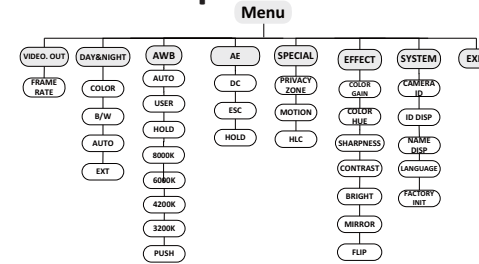 Menu
VIDEO. OUT
FRAME
RATE
DAY&NIGHT
COLOR
B/W
AUTO
EXT
AWB
AUTO
USER
HOLD
8000K
6000K
4200K
3200K
PUSH
AE
DC
ESC
HOLD
SPECIAL
PRIVACY
ZONE
MOTION
HLC
EFFECT
COLOR
GAIN
COLOR
HUE
SHARPNESS
CONTRAST
BRIGHT
MIRROR
FLIP
SYSTEM
CAMERA
ID
ID DISP
NAME
DISP
LANGUAGE
FACTORY
INIT